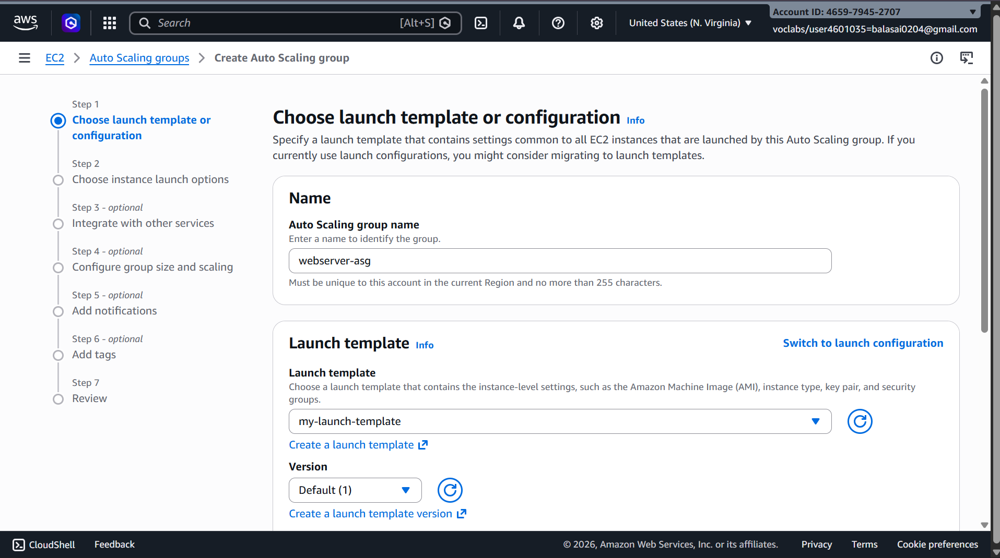 aws
Search
[Alt+S]
United States (N. Virginia)
Account ID: 4659-7945-2707
voclabs/user4601035=balasai0204@gmail.com
EC2
Auto Scaling groups
Create Auto Scaling group
Step 1
Choose launch template or
configuration
Step 2
Choose instance launch options
Step 3 - optional
Integrate with other services
Step 4 - optional
Configure group size and scaling
Step 5 - optional
Add notifications
Step 6 - optional
Add tags
Step 7
Review
Choose launch template or configuration Info
Specify a launch template that contains settings common to all EC2 instances that are launched by this Auto Scaling group. If you
currently use launch configurations, you might consider migrating to launch templates.
Name
Auto Scaling group name
Enter a name to identify the group.
webserver-asg
Must be unique to this account in the current Region and no more than 255 characters.
Launch template Info
Switch to launch configuration
Launch template
Choose a launch template that contains the instance-level settings, such as the Amazon Machine Image (AMI), instance type, key pair, and security
groups.
my-launch-template
Create a launch template
Version
Default (1)
Create a launch template version
CloudShell
Feedback
© 2026, Amazon Web Services, Inc. or its affiliates.
Privacy
Terms
Cookie preferences